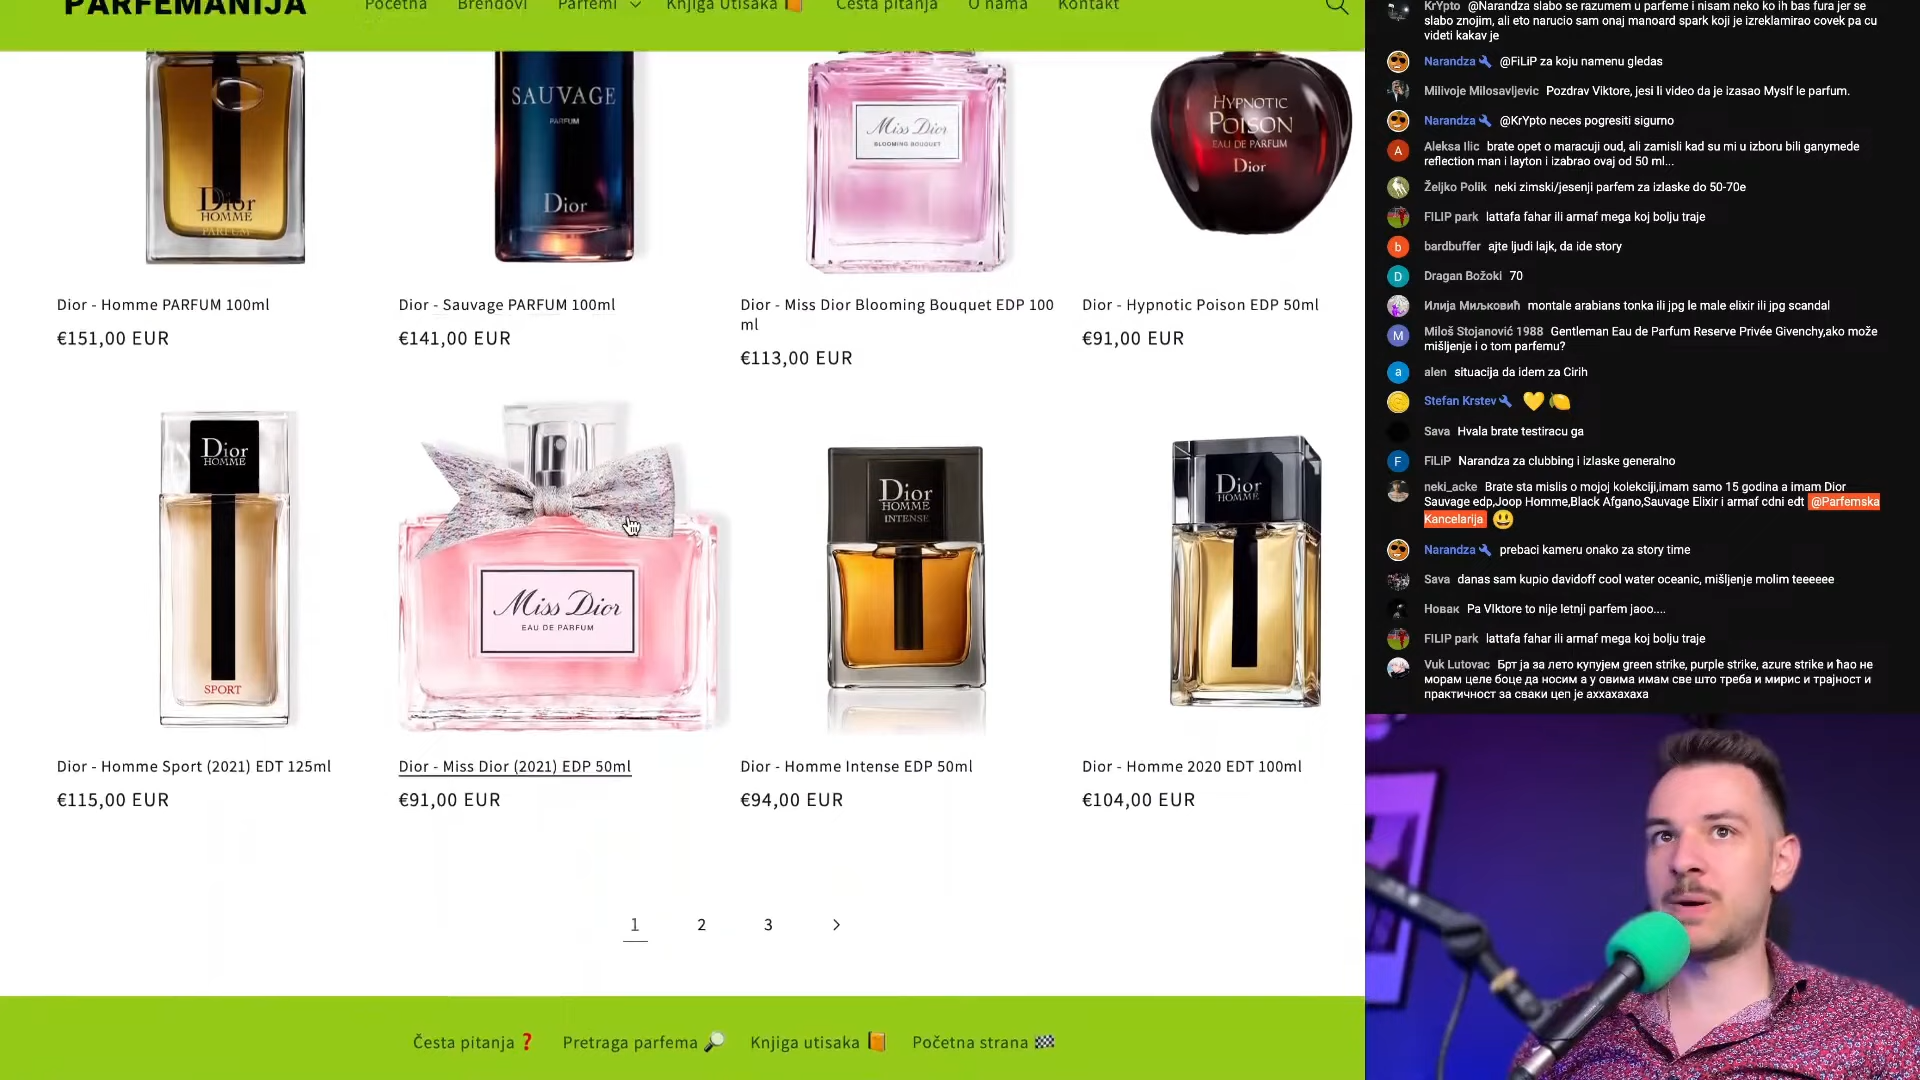 PARFEMANIJA
Početna Brendovi Parfemi Knjiga Utisaka Česta pitanja O nama Kontakt
Dior HOMME PARFUM
SAUVAGE PARFUM Dior
Miss Dior BLOOMING BOUQUET
HYPNOTIC POISON EAU DE PARFUM Dior
Dior - Homme PARFUM 100ml
€151,00 EUR
Dior - Sauvage PARFUM 100ml
€141,00 EUR
Dior - Miss Dior Blooming Bouquet EDP 100
ml
€113,00 EUR
Dior - Hypnotic Poison EDP 50ml
€91,00 EUR
Dior HOMME SPORT
Miss Dior EAU DE PARFUM
Dior HOMME INTENSE
Dior HOMME
Dior - Homme Sport (2021) EDT 125ml
€115,00 EUR
Dior - Miss Dior (2021) EDP 50ml
€91,00 EUR
Dior - Homme Intense EDP 50ml
€94,00 EUR
Dior - Homme 2020 EDT 100ml
€104,00 EUR
1 2 3
Česta pitanja Pretraga parfema Knjiga utisaka Početna strana
KrYpto @Narandza slabo se razumem u parfeme i nisam neko ko ih bas fura jer se
slabo znojim, ali eto narucio sam onaj manoard spark koji je izreklamirao covek pa cu
videti kakav je
Narandza @FiLiP za koju namenu gledas
Milivoje Milosavljevic Pozdrav Viktore, jesi li video da je izasao Myslf le parfum.
Narandza @KrYpto neces pogresiti sigurno
Aleksa Ilic brate opet o maracuji oud, ali zamisli kad su mi u izboru bili ganymede
reflection man i layton i izabrao ovaj od 50 ml...
Željko Polik neki zimski/jesenji parfem za izlaske do 50-70e
FILIP park lattafa fahar ili armaf mega koj bolju traje
bardbuffer ajte ljudi lajk, da ide story
Dragan Božoki 70
Илија Миљковић montale arabians tonka ili jpg le male elixir ili jpg scandal
Miloš Stojanović 1988 Gentleman Eau de Parfum Reserve Privée Givenchy,ako može
mišljenje i o tom parfemu?
alen situacija da idem za Cirih
Stefan Krstev 💛🍋
Sava Hvala brate testiracu ga
FiLiP Narandza za clubbing i izlaske generalno
neki_acke Brate sta mislis o mojoj kolekciji,imam samo 15 godina a imam Dior
Sauvage edp,Joop Homme,Black Afgano,Sauvage Elixir i armaf cdni edt @Parfemska
Kancelarija 😃
Narandza prebaci kameru onako za story time
Sava danas sam kupio davidoff cool water oceanic, mišljenje molim teeeeee
Новак Pa VIktore to nije letnji parfem jaoo....
FILIP park lattafa fahar ili armaf mega koj bolju traje
Vuk Lutovac Брт ја за лето купујем green strike, purple strike, azure strike и ћао не
морам целе боце да носим а у овима имам све што треба и мирис и трајност и
практичност за сваки цеп је аххахахаха